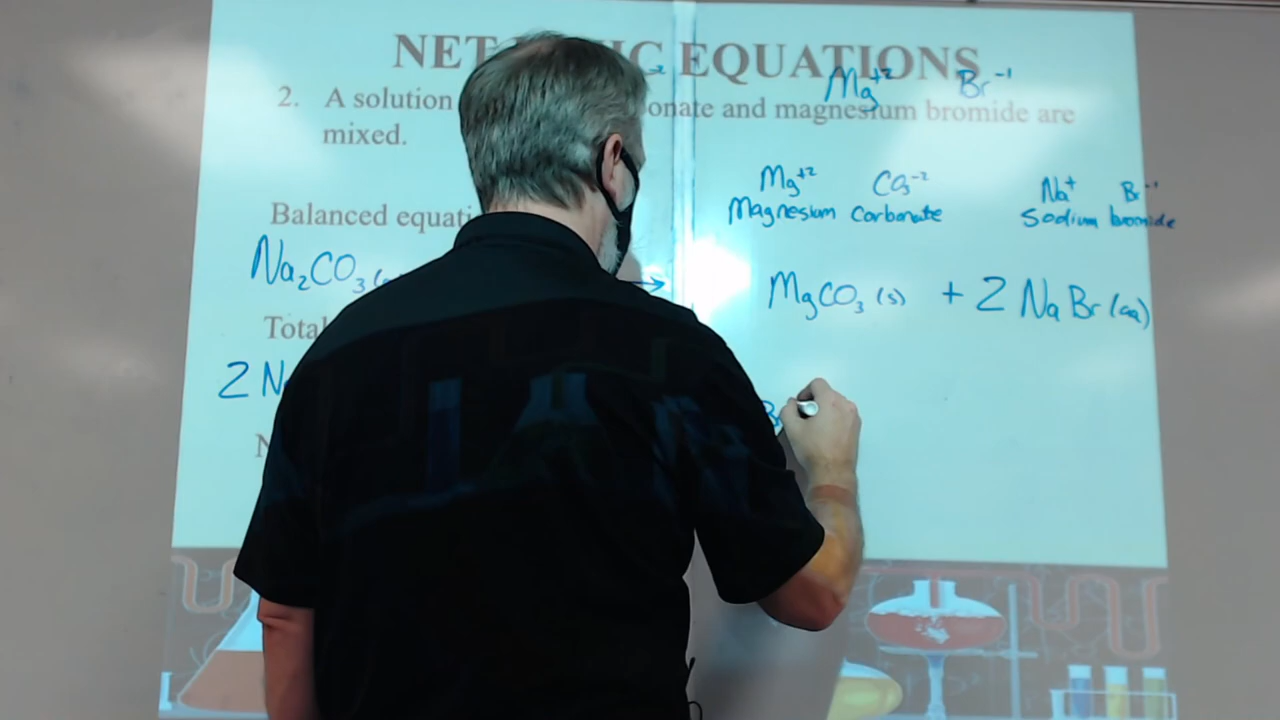 NET IC EQUATIONS
Mg⁺² Br⁻¹
2. A solution onate and magnesium bromide are
mixed.
Mg⁺² CO₃⁻² Na⁺ Br⁻¹
Magnesium Carbonate Sodium bromide
Balanced equati
Na₂CO₃ → MgCO₃ (s) + 2 NaBr (aq)
Total
2 N
Br
N